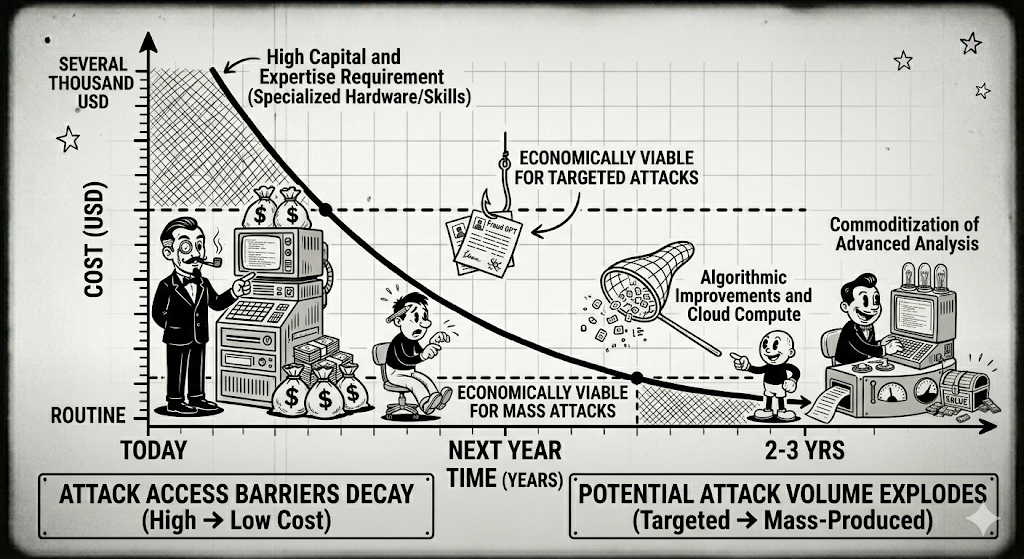 SEVERAL
THOUSAND
USD
High Capital and
Expertise Requirement
(Specialized Hardware/Skills)
ECONOMICALLY VIABLE
FOR TARGETED ATTACKS
Fraud GPT
Commoditization of
Advanced Analysis
Algorithmic
Improvements and
Cloud Compute
COST (USD)
$ $
$ $ $
ECONOMICALLY VIABLE
FOR MASS ATTACKS
SALUE
ROUTINE
TODAY
NEXT YEAR
2-3 YRS
TIME (YEARS)
ATTACK ACCESS BARRIERS DECAY
(High → Low Cost)
POTENTIAL ATTACK VOLUME EXPLODES
(Targeted → Mass-Produced)